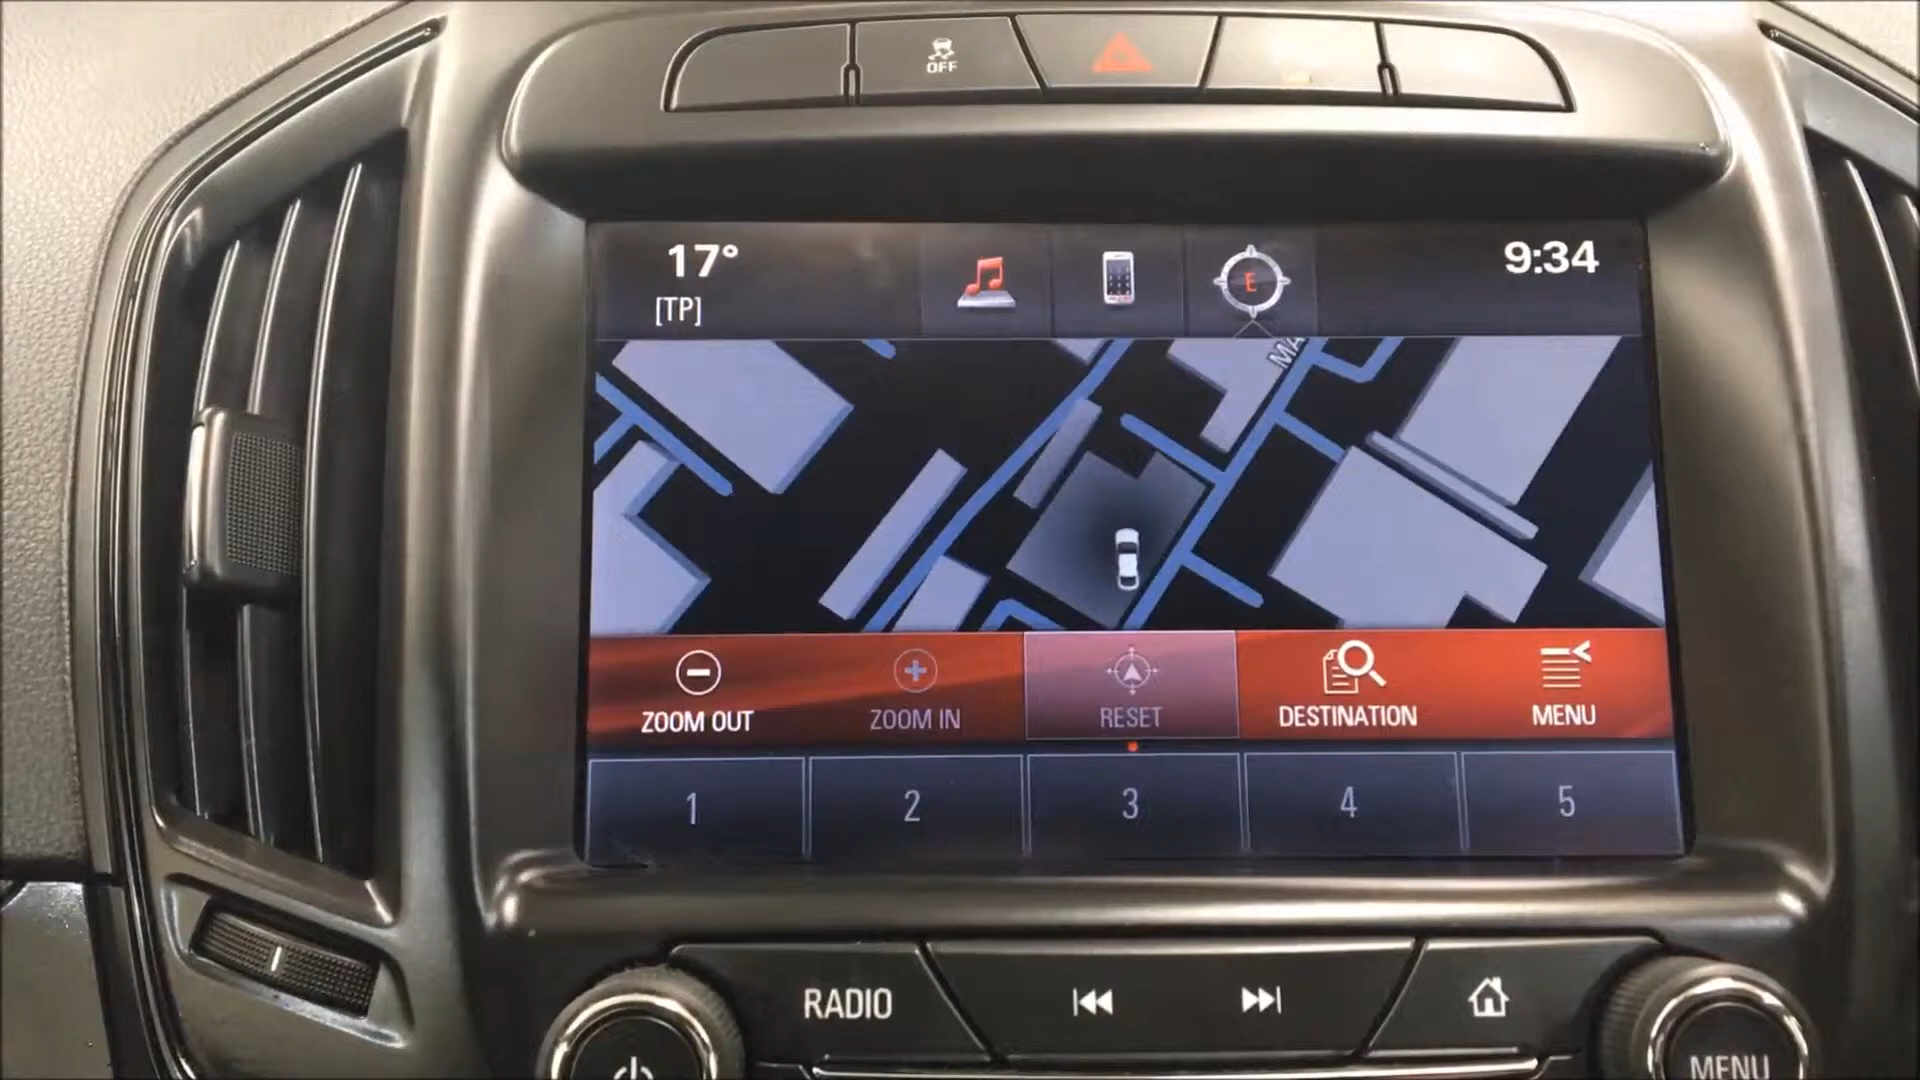 OFF
17°
[TP]
E
9:34
MA
ZOOM OUT
ZOOM IN
RESET
DESTINATION
MENU
1
2
3
4
5
RADIO
MENU